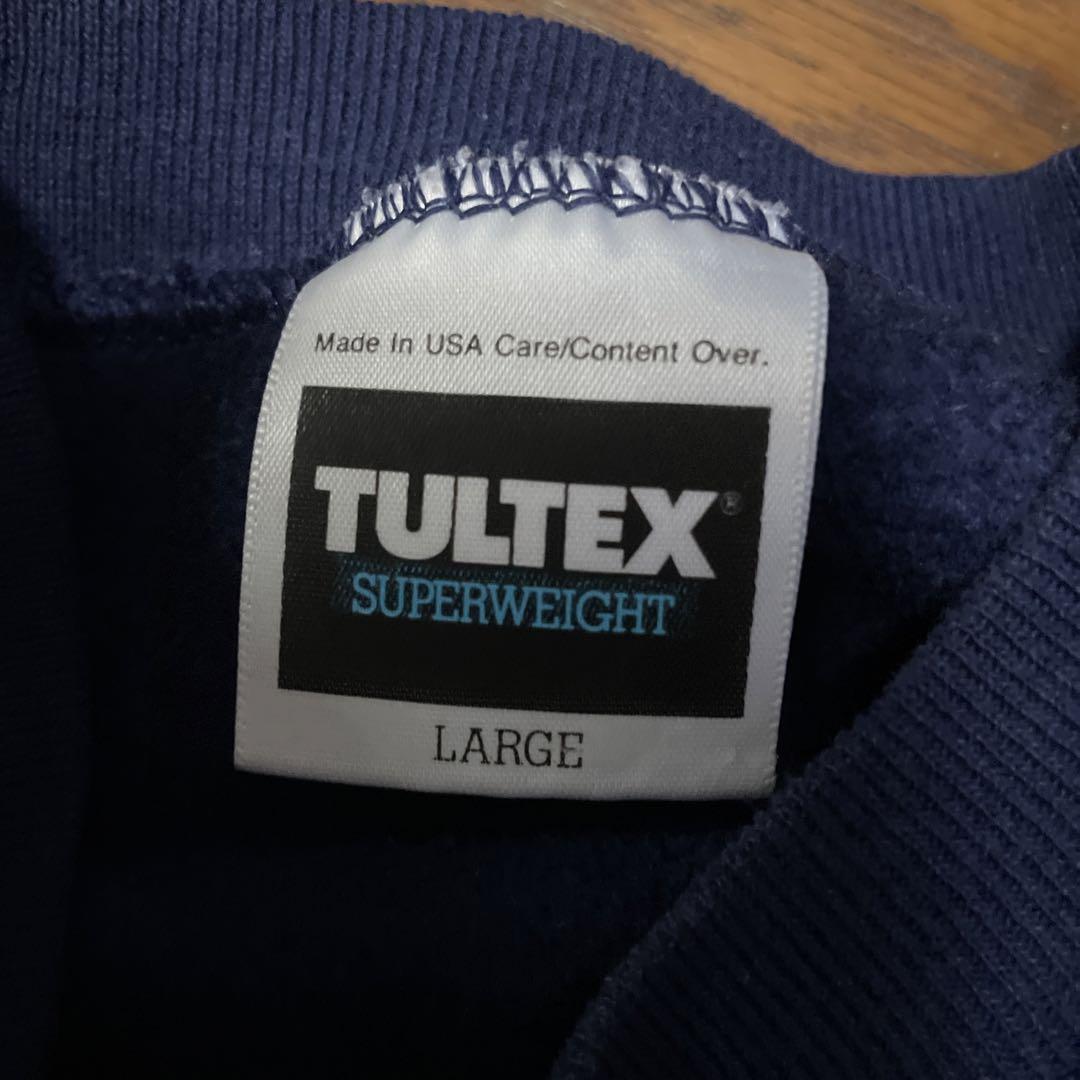 Made In USA Care/Content Over.
TULTEX®
SUPERWEIGHT
LARGE